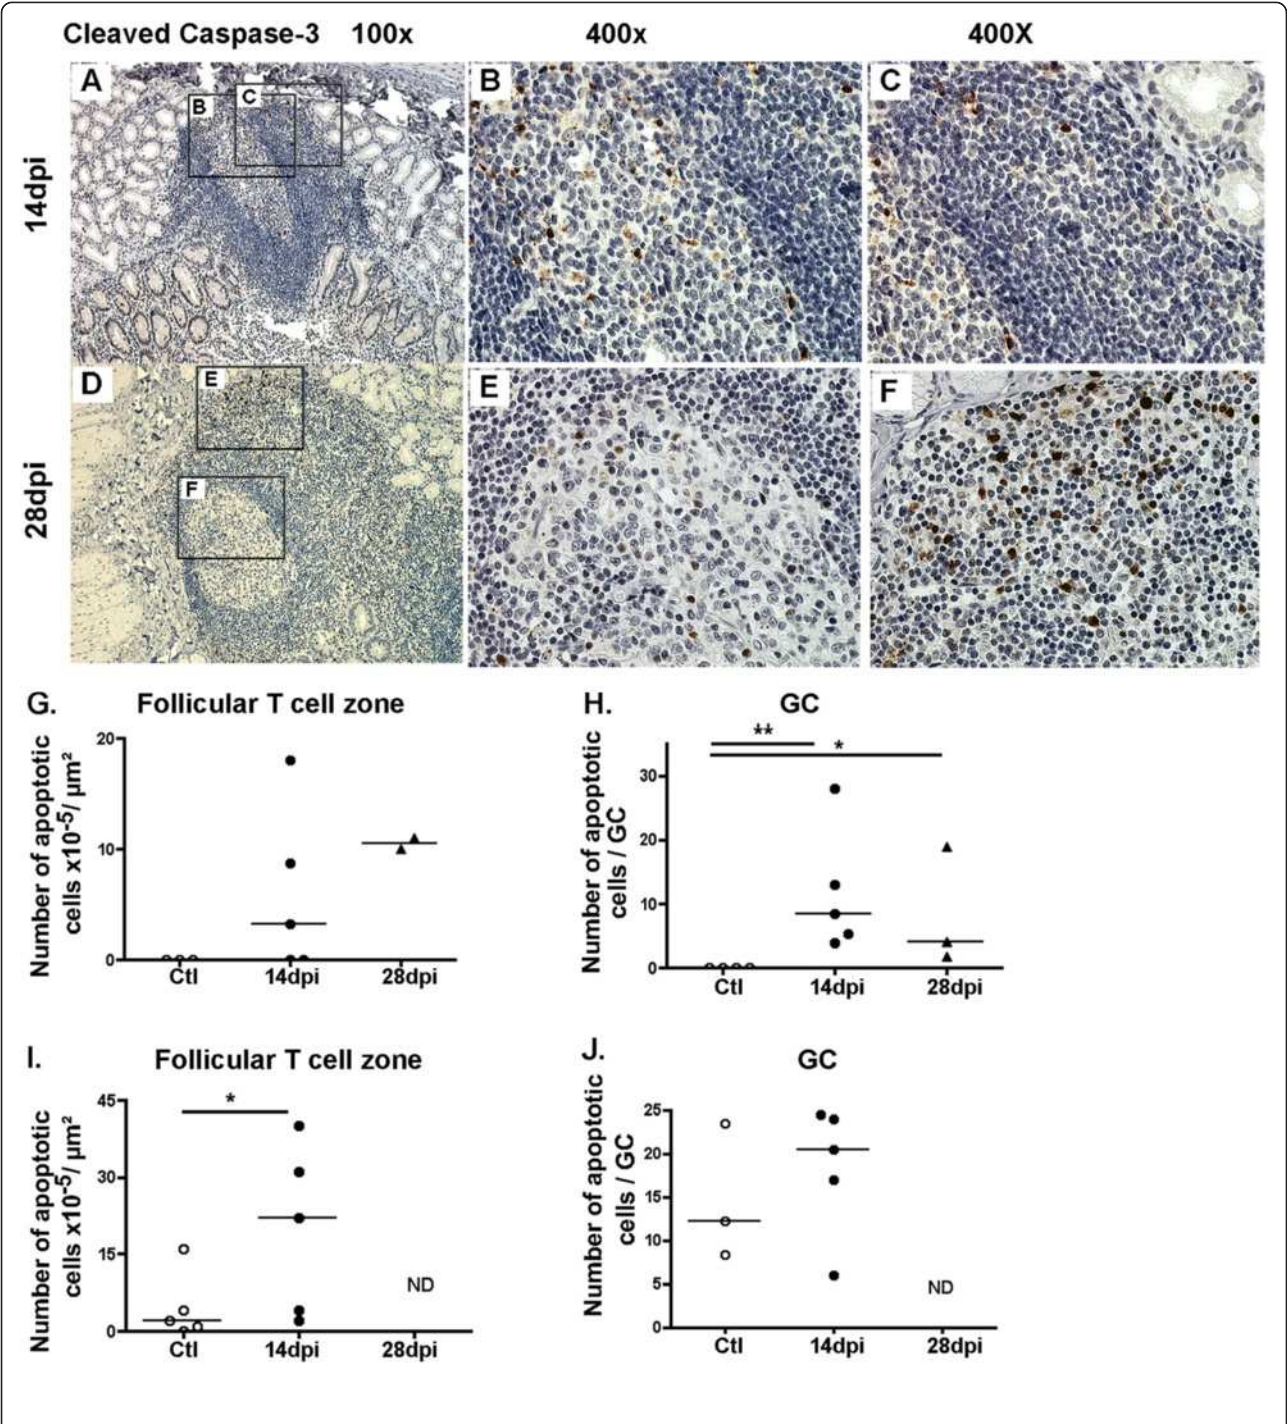 Cleaved Caspase-3 100x 400x 400X
14dpi
A
B
C
B
C
28dpi
D
E
F
E
F
G. Follicular T cell zone
Number of apoptotic
cells x10⁻⁵/ µm²
20
10
0
Ctl 14dpi 28dpi
H. GC
Number of apoptotic
cells / GC
** 
*
30
20
10
0
Ctl 14dpi 28dpi
I. Follicular T cell zone
Number of apoptotic
cells x10⁻⁵/ µm²
*
45
30
15
0
ND
Ctl 14dpi 28dpi
J. GC
Number of apoptotic
cells / GC
25
20
15
10
5
0
ND
Ctl 14dpi 28dpi